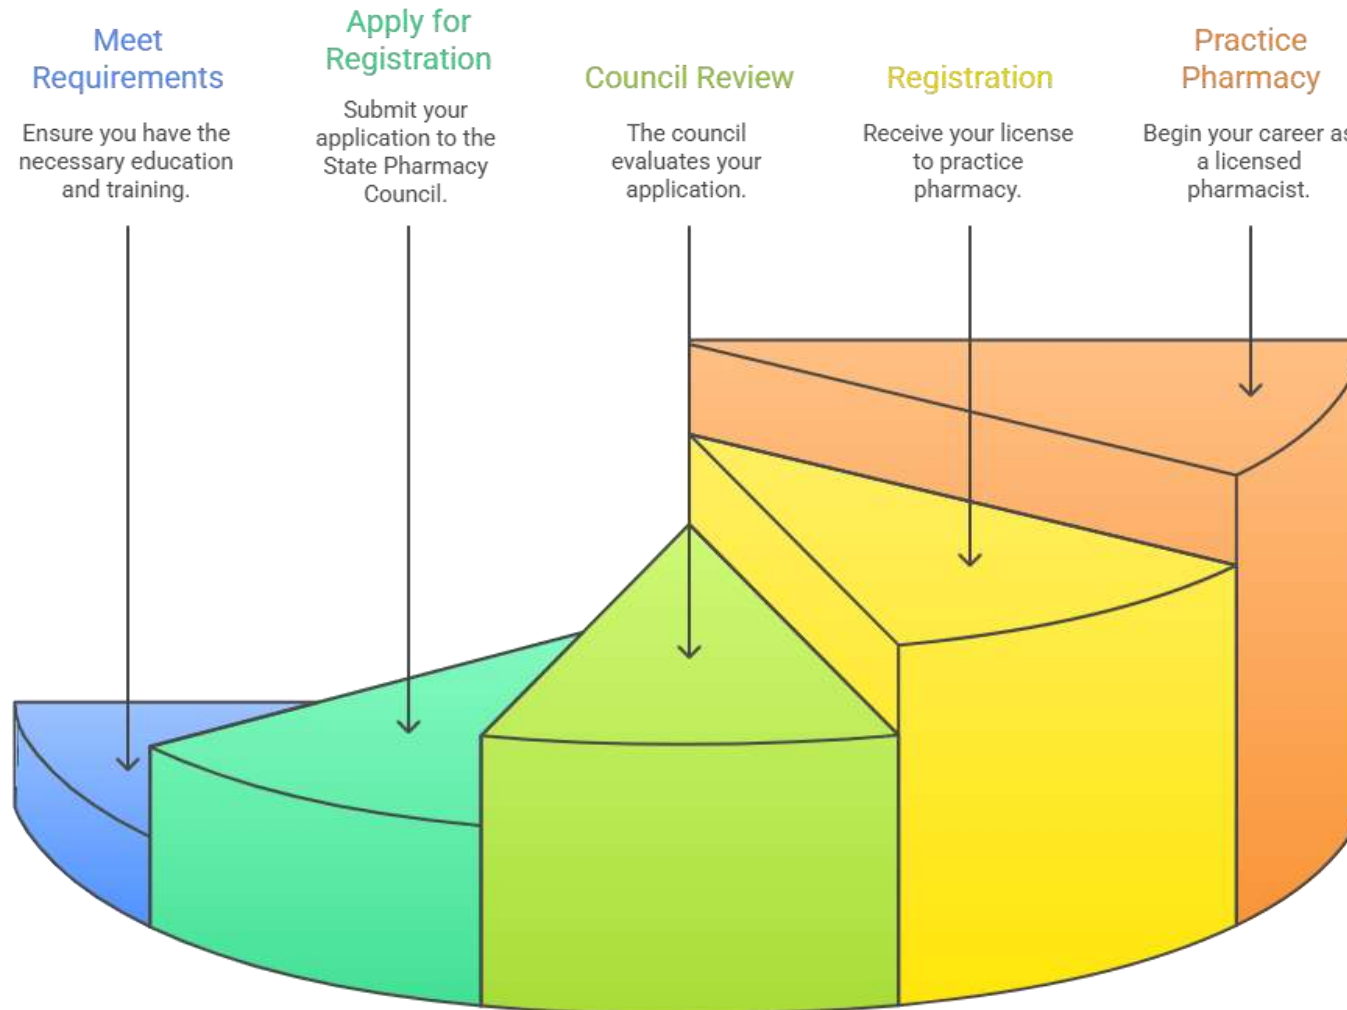 Meet
Requirements
Ensure you have the
necessary education
and training.
Apply for
Registration
Submit your
application to the
State Pharmacy
Council.
Council Review
The council
evaluates your
application.
Registration
Receive your license
to practice
pharmacy.
Practice
Pharmacy
Begin your career as
a licensed
pharmacist.